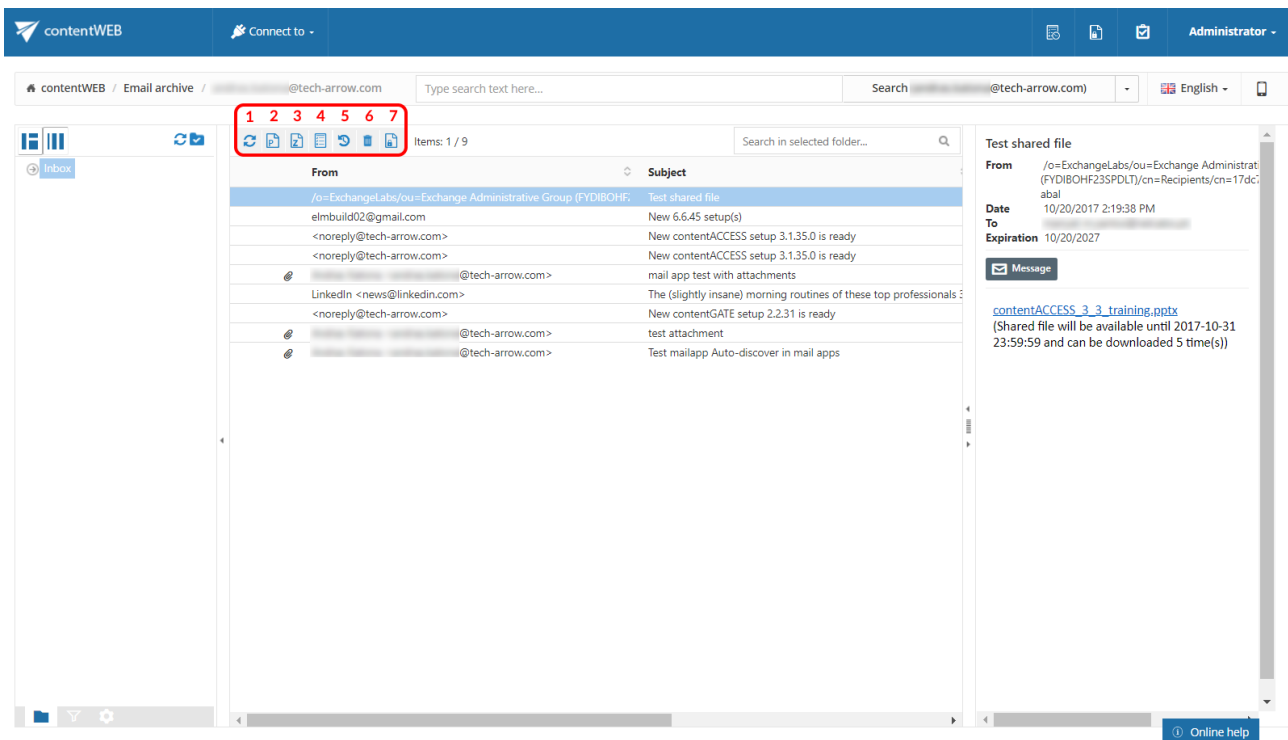 contentWEB
Connect to
Administrator
contentWEB / Email archive / @tech-arrow.com
Type search text here...
Search @tech-arrow.com)
English
1 2 3 4 5 6 7
Items: 1 / 9
Search in selected folder...
Inbox
From Subject
/o=ExchangeLabs/ou=Exchange Administrative Group (FYDIBOHF Test shared file
elmbuild02@gmail.com New 6.6.45 setup(s)
<noreply@tech-arrow.com> New contentACCESS setup 3.1.35.0 is ready
<noreply@tech-arrow.com> New contentACCESS setup 3.1.35.0 is ready
@tech-arrow.com> mail app test with attachments
LinkedIn <news@linkedin.com> The (slightly insane) morning routines of these top professionals
<noreply@tech-arrow.com> New contentGATE setup 2.2.31 is ready
@tech-arrow.com> test attachment
@tech-arrow.com> Test mailapp Auto-discover in mail apps
Test shared file
From /o=ExchangeLabs/ou=Exchange Administrati
(FYDIBOHF23SPDLT)/cn=Recipients/cn=17dc
abal
Date 10/20/2017 2:19:38 PM
To
Expiration 10/20/2027
Message
contentACCESS_3_3_training.pptx
(Shared file will be available until 2017-10-31
23:59:59 and can be downloaded 5 time(s))
Online help